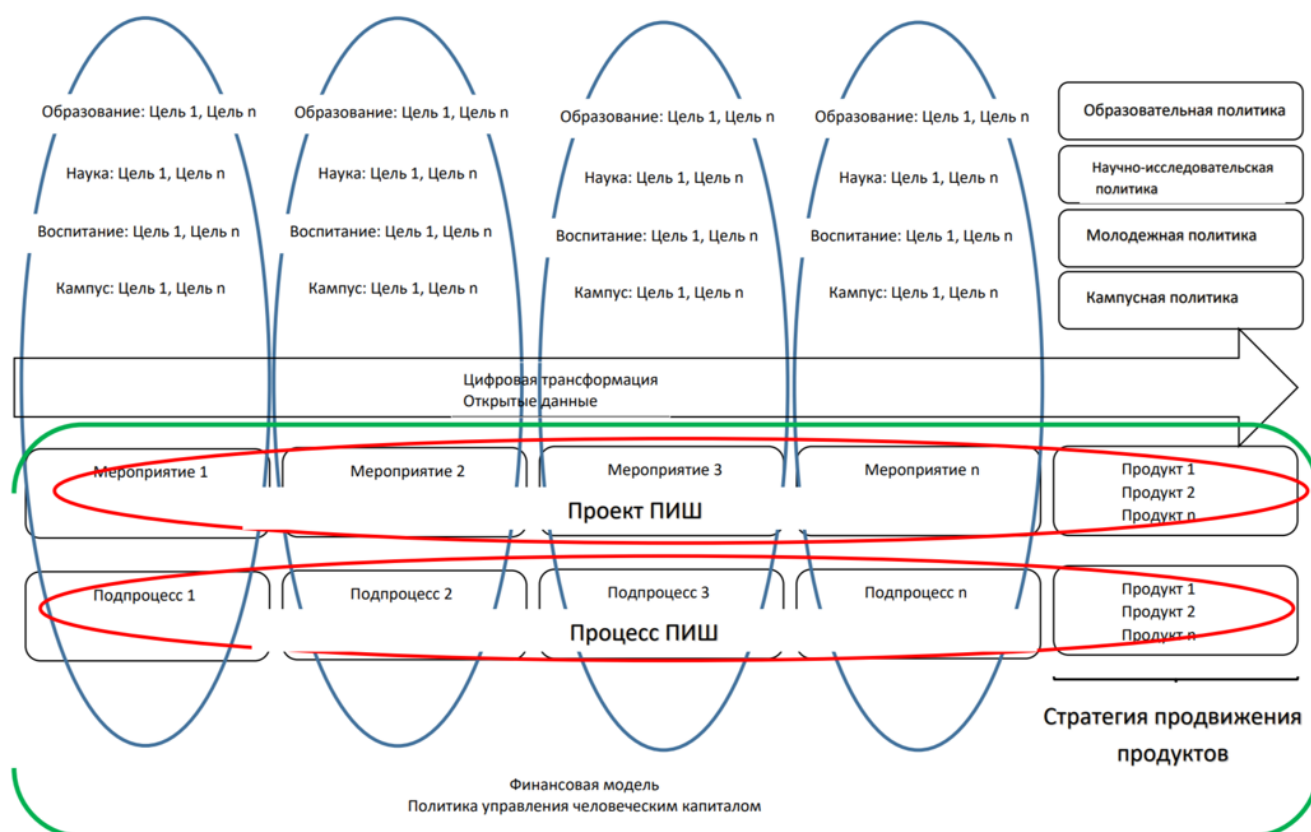 Образование: Цель 1, Цель n
Образование: Цель 1, Цель n
Образование: Цель 1, Цель n
Образование: Цель 1, Цель n
Образовательная политика
Наука: Цель 1, Цель n
Наука: Цель 1, Цель n
Наука: Цель 1, Цель n
Наука: Цель 1, Цель n
Научно-исследовательская
политика
Воспитание: Цель 1, Цель n
Воспитание: Цель 1, Цель n
Воспитание: Цель 1, Цель n
Воспитание: Цель 1, Цель n
Молодежная политика
Кампус: Цель 1, Цель n
Кампус: Цель 1, Цель n
Кампус: Цель 1, Цель n
Кампус: Цель 1, Цель n
Кампусная политика
Цифровая трансформация
Открытые данные
Мероприятие 1
Мероприятие 2
Мероприятие 3
Мероприятие n
Продукт 1
Продукт 2
Продукт n
Проект ПИШ
Подпроцесс 1
Подпроцесс 2
Подпроцесс 3
Подпроцесс n
Продукт 1
Продукт 2
Продукт n
Процесс ПИШ
Стратегия продвижения
продуктов
Финансовая модель
Политика управления человеческим капиталом